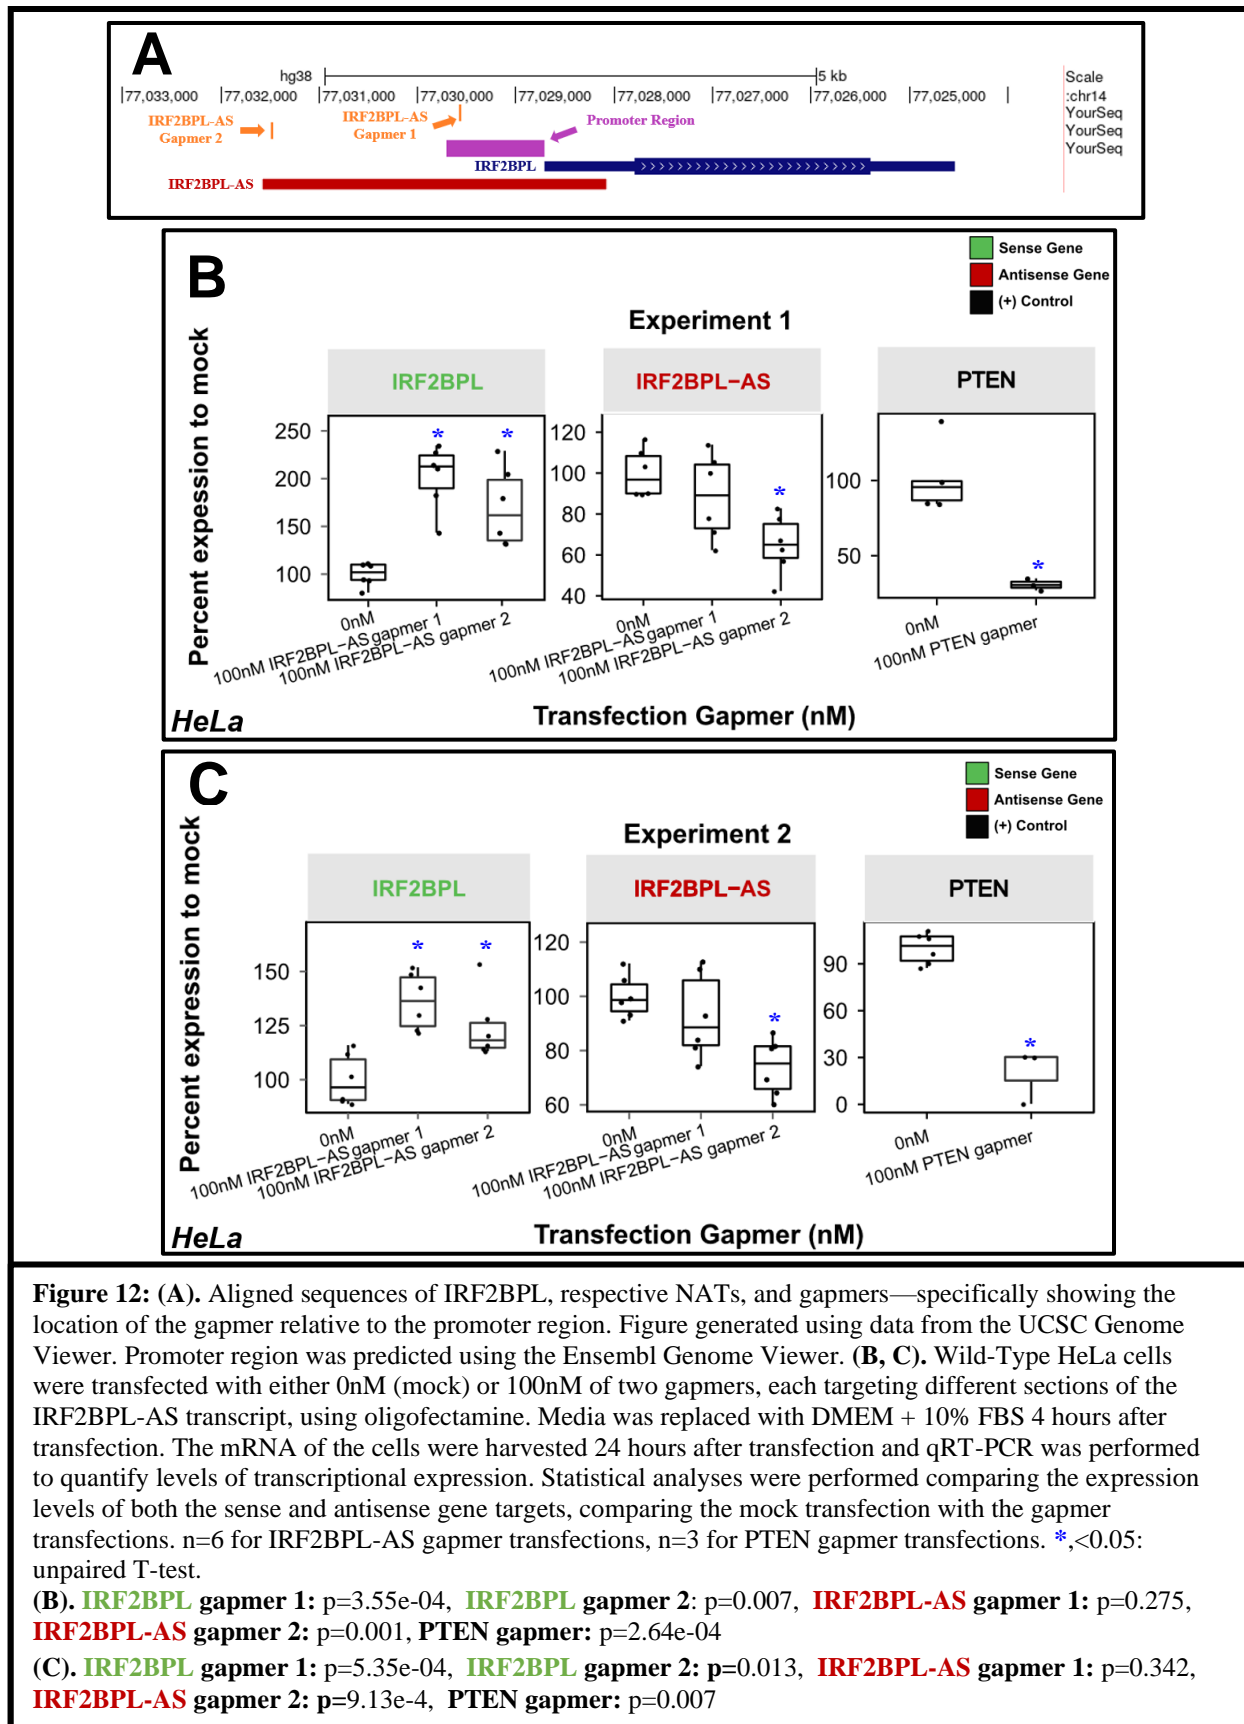 A
hg38 5 kb Scale
|77,033,000 |77,032,000 |77,031,000 |77,030,000 |77,029,000 |77,028,000 |77,027,000 |77,026,000 |77,025,000 | :chr14
IRF2BPL-AS
Gapmer 2
IRF2BPL-AS
Gapmer 1
Promoter Region
YourSeq
YourSeq
YourSeq
IRF2BPL
IRF2BPL-AS
B
Sense Gene
Antisense Gene
(+) Control
Experiment 1
Percent expession to mock
IRF2BPL
250
200
150
100
* *
0nM
100nM IRF2BPL−AS gapmer 1
100nM IRF2BPL−AS gapmer 2
IRF2BPL−AS
120
100
80
60
40
*
0nM
100nM IRF2BPL−AS gapmer 1
100nM IRF2BPL−AS gapmer 2
PTEN
100
50
*
0nM
100nM PTEN gapmer
HeLa
Transfection Gapmer (nM)
C
Sense Gene
Antisense Gene
(+) Control
Experiment 2
Percent expression to mock
IRF2BPL
150
125
100
* *
0nM
100nM IRF2BPL−AS gapmer 1
100nM IRF2BPL−AS gapmer 2
IRF2BPL−AS
120
100
80
60
*
0nM
100nM IRF2BPL−AS gapmer 1
100nM IRF2BPL−AS gapmer 2
PTEN
90
60
30
0
*
0nM
100nM PTEN gapmer
HeLa
Transfection Gapmer (nM)
Figure 12: (A). Aligned sequences of IRF2BPL, respective NATs, and gapmers—specifically showing the
location of the gapmer relative to the promoter region. Figure generated using data from the UCSC Genome
Viewer. Promoter region was predicted using the Ensembl Genome Viewer. (B, C). Wild-Type HeLa cells
were transfected with either 0nM (mock) or 100nM of two gapmers, each targeting different sections of the
IRF2BPL-AS transcript, using oligofectamine. Media was replaced with DMEM + 10% FBS 4 hours after
transfection. The mRNA of the cells were harvested 24 hours after transfection and qRT-PCR was performed
to quantify levels of transcriptional expression. Statistical analyses were performed comparing the expression
levels of both the sense and antisense gene targets, comparing the mock transfection with the gapmer
transfections. n=6 for IRF2BPL-AS gapmer transfections, n=3 for PTEN gapmer transfections. *,<0.05:
unpaired T-test.
(B). IRF2BPL gapmer 1: p=3.55e-04, IRF2BPL gapmer 2: p=0.007, IRF2BPL-AS gapmer 1: p=0.275,
IRF2BPL-AS gapmer 2: p=0.001, PTEN gapmer: p=2.64e-04
(C). IRF2BPL gapmer 1: p=5.35e-04, IRF2BPL gapmer 2: p=0.013, IRF2BPL-AS gapmer 1: p=0.342,
IRF2BPL-AS gapmer 2: p=9.13e-4, PTEN gapmer: p=0.007